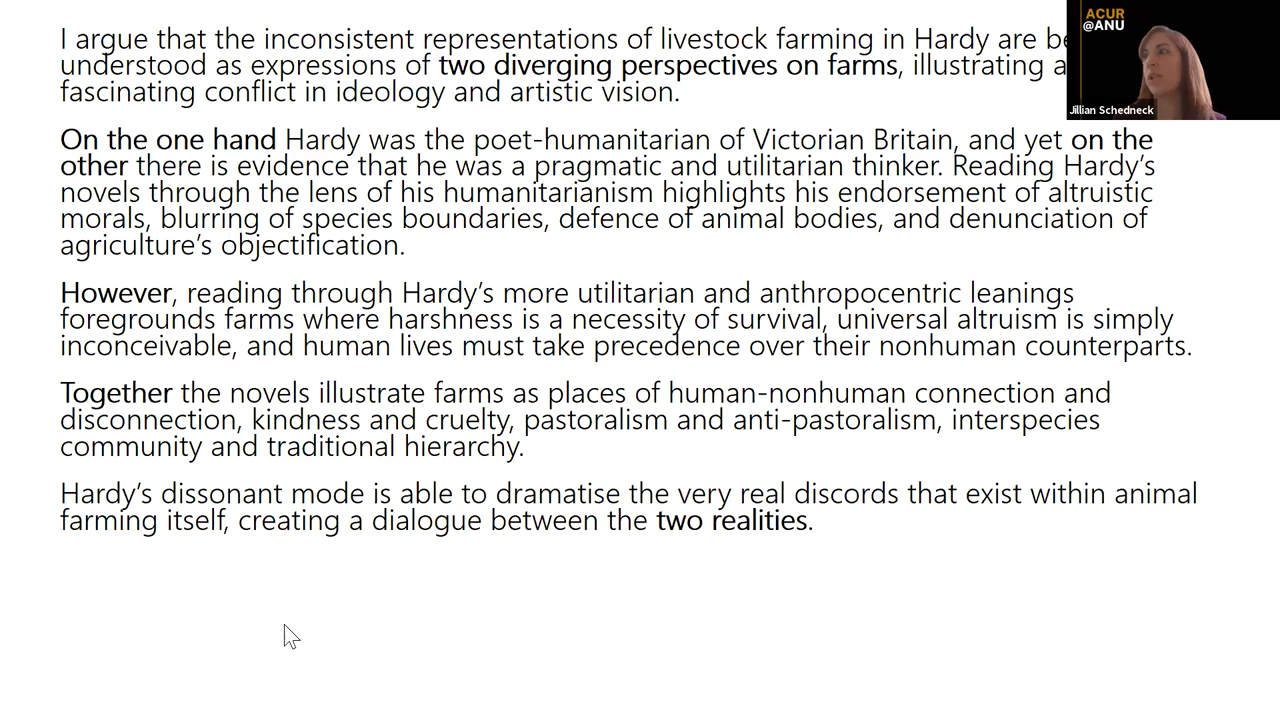 I argue that the inconsistent representations of livestock farming in Hardy are
understood as expressions of two diverging perspectives on farms, illustrating a
fascinating conflict in ideology and artistic vision.
On the one hand Hardy was the poet-humanitarian of Victorian Britain, and yet on the
other there is evidence that he was a pragmatic and utilitarian thinker. Reading Hardy's
novels through the lens of his humanitarianism highlights his endorsement of altruistic
morals, blurring of species boundaries, defence of animal bodies, and denunciation of
agriculture's objectification.
However, reading through Hardy's more utilitarian and anthropocentric leanings
foregrounds farms where harshness is a necessity of survival, universal altruism is simply
inconceivable, and human lives must take precedence over their nonhuman counterparts.
Together the novels illustrate farms as places of human-nonhuman connection and
disconnection, kindness and cruelty, pastoralism and anti-pastoralism, interspecies
community and traditional hierarchy.
Hardy's dissonant mode is able to dramatise the very real discords that exist within animal
farming itself, creating a dialogue between the two realities.
ACUR
@ANU
Jillian Schedneck